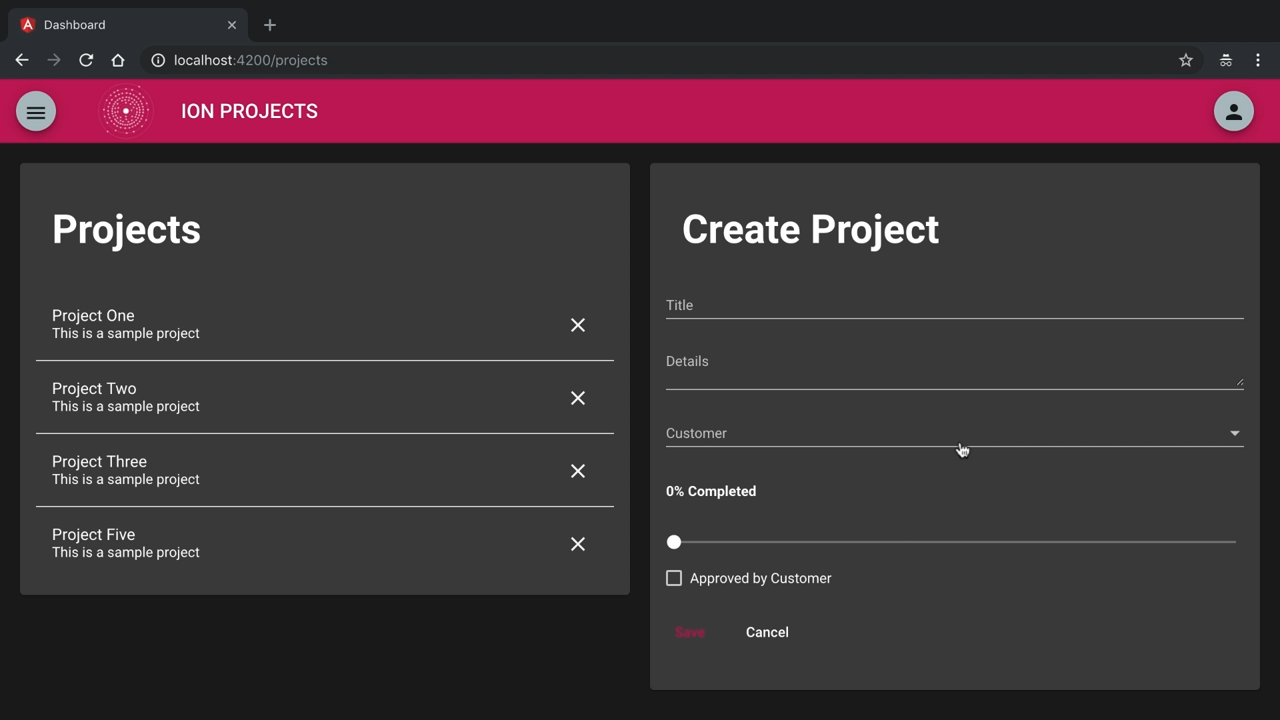 Dashboard
localhost:4200/projects
ION PROJECTS
Projects
Project One
This is a sample project
Project Two
This is a sample project
Project Three
This is a sample project
Project Five
This is a sample project
Create Project
Title
Details
Customer
0% Completed
Approved by Customer
Save
Cancel